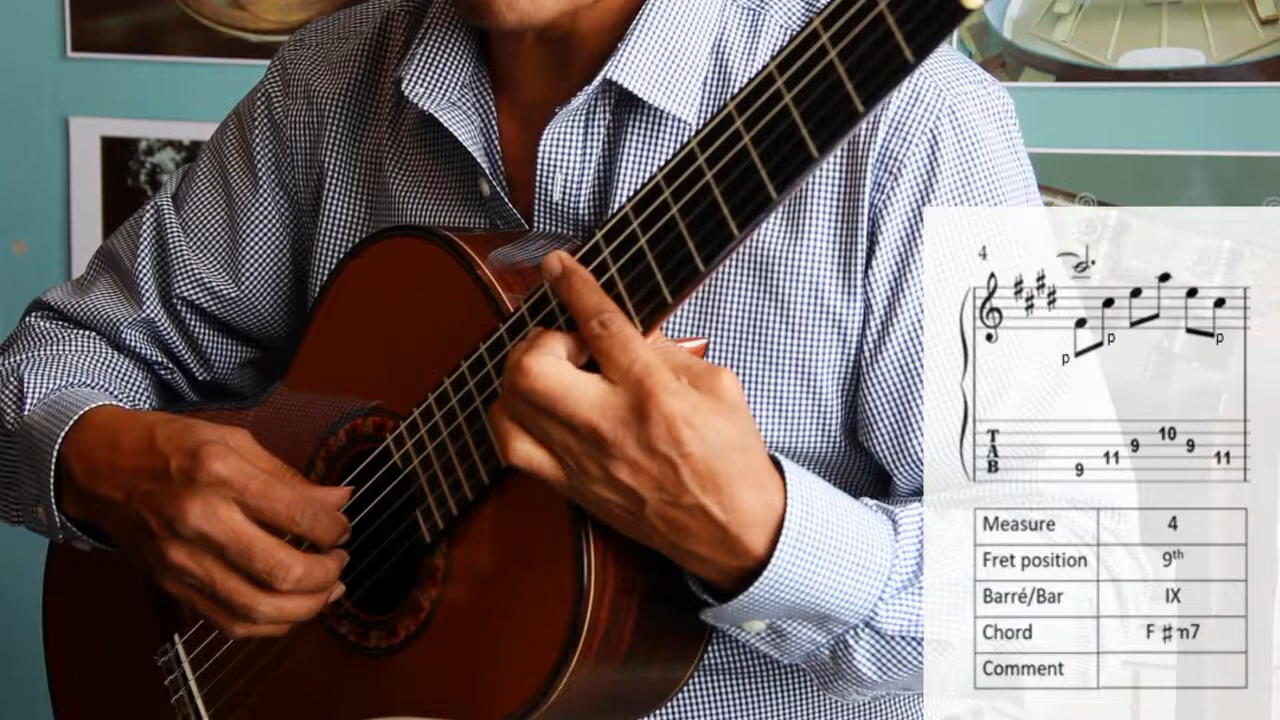 4
p
p
p
T
A
B
10
9
9
11
11
9
Measure 4
Fret position 9th
Barré/Bar IX
Chord F ♯m7
Comment